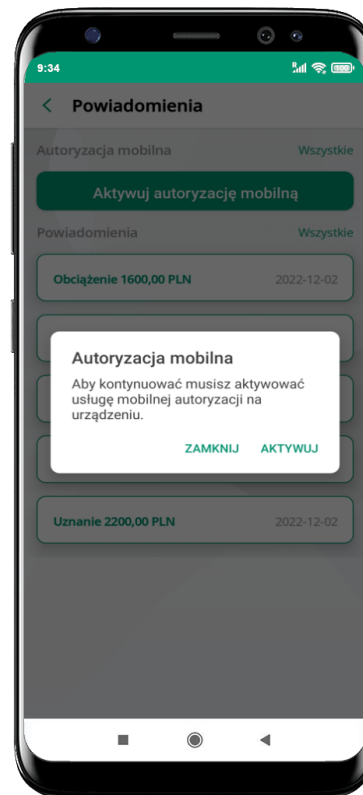 9:34
100
Powiadomienia
Autoryzacja mobilna Wszystkie
Aktywuj autoryzację mobilną
Powiadomienia Wszystkie
Obciążenie 1600,00 PLN 2022-12-02
Autoryzacja mobilna
Aby kontynuować musisz aktywować
usługę mobilnej autoryzacji na
urządzeniu.
ZAMKNIJ AKTYWUJ
Uznanie 2200,00 PLN 2022-12-02